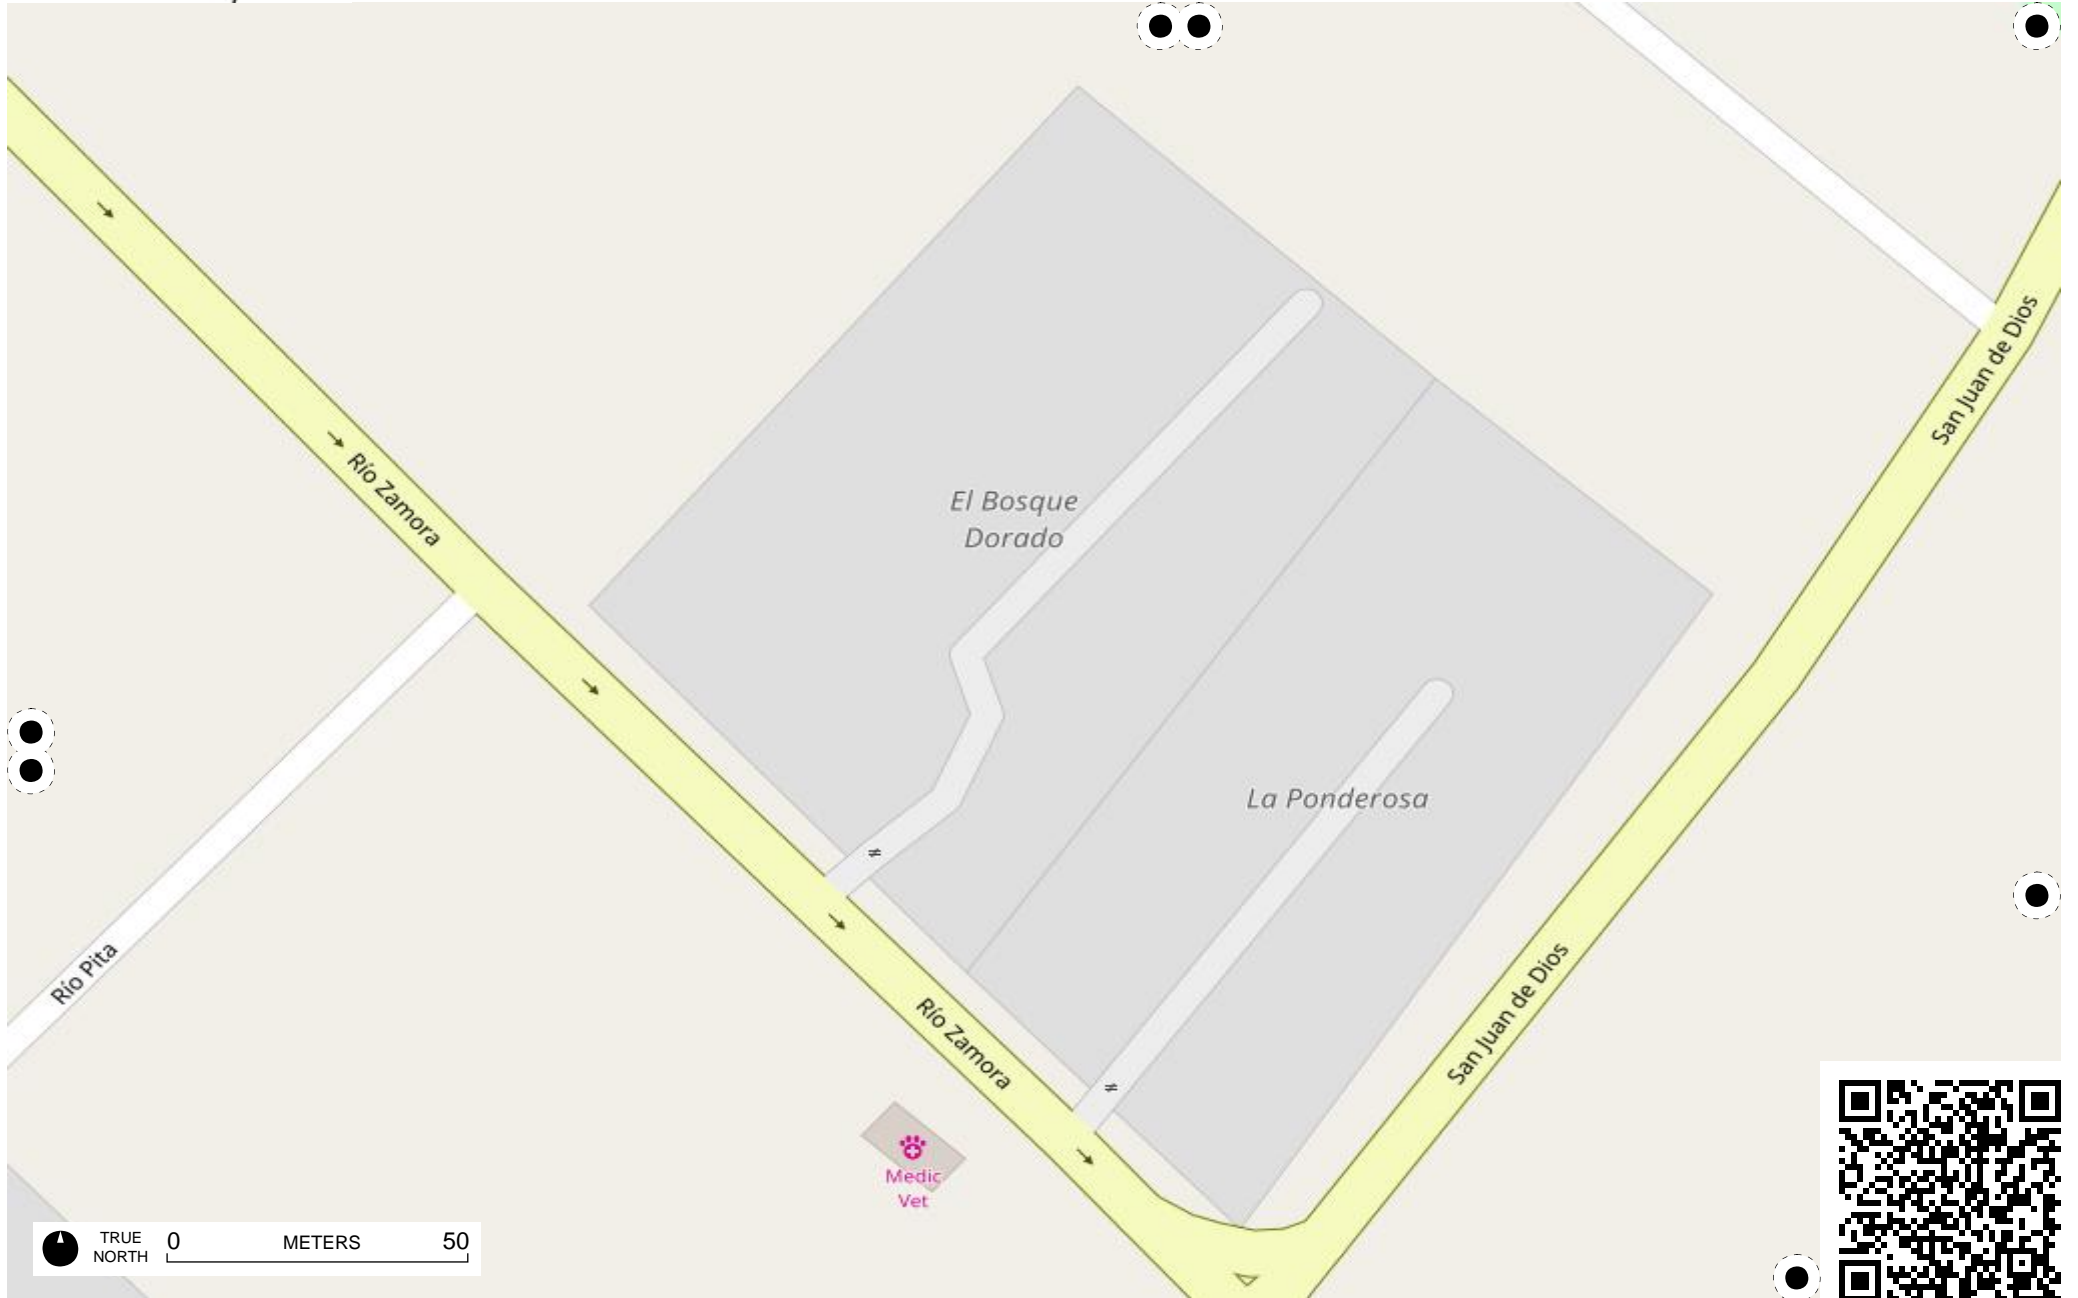 San Juan de Dios
Río Zamora
El Bosque
Dorado
La Ponderosa
Río Pita
Río Zamora
San Juan de Dios
Medic
Vet
TRUE
NORTH
0 METERS 50